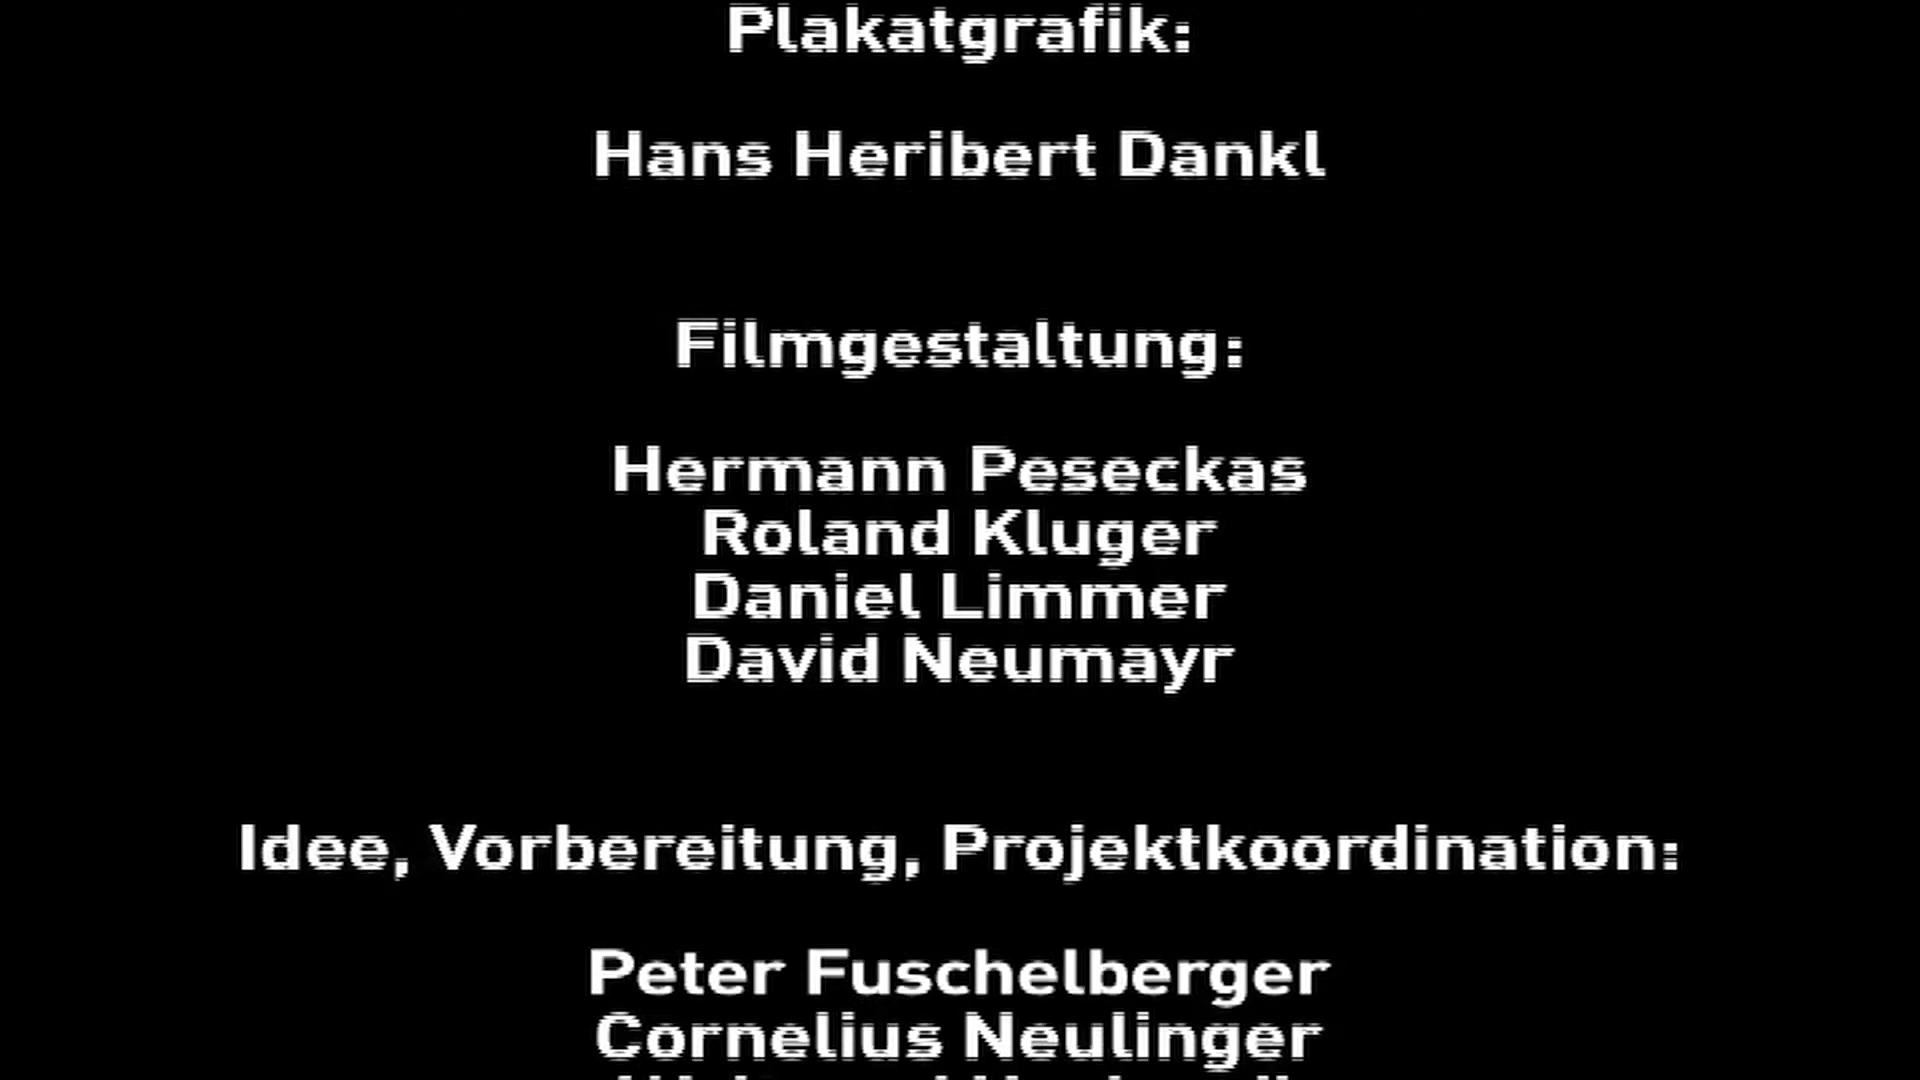 Plakatgrafik:
Hans Heribert Dankl
Filmgestaltung:
Hermann Peseckas
Roland Kluger
Daniel Limmer
David Neumayr
Idee, Vorbereitung, Projektkoordination:
Peter Fuschelberger
Cornelius Neulinger